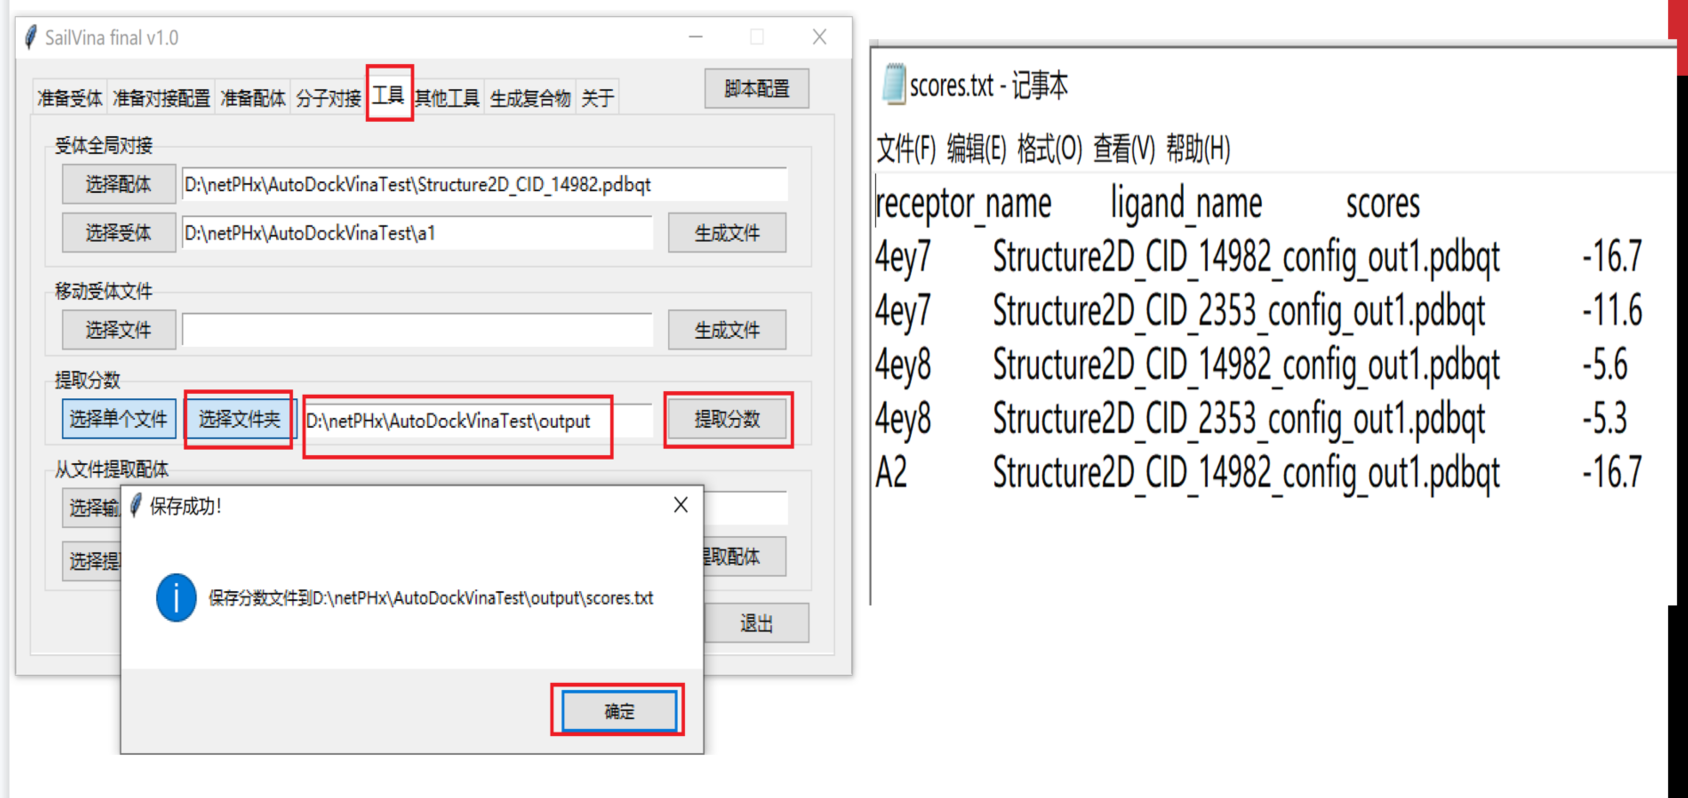 SailVina final v1.0
准备受体 准备对接配置 准备配体 分子对接 工具 其他工具 生成复合物 关于
脚本配置
受体全局对接
选择配体 D:\netPHx\AutoDockVinaTest\Structure2D_CID_14982.pdbqt
选择受体 D:\netPHx\AutoDockVinaTest\a1 生成文件
移动受体文件
选择文件 生成文件
提取分数
选择单个文件 选择文件夹 D:\netPHx\AutoDockVinaTest\output 提取分数
从文件提取配体
选择输
选择提 取配体
退出
保存成功!
保存分数文件到D:\netPHx\AutoDockVinaTest\output\scores.txt
确定
scores.txt - 记事本
文件(F) 编辑(E) 格式(O) 查看(V) 帮助(H)
receptor_name ligand_name scores
4ey7 Structure2D_CID_14982_config_out1.pdbqt -16.7
4ey7 Structure2D_CID_2353_config_out1.pdbqt -11.6
4ey8 Structure2D_CID_14982_config_out1.pdbqt -5.6
4ey8 Structure2D_CID_2353_config_out1.pdbqt -5.3
A2 Structure2D_CID_14982_config_out1.pdbqt -16.7